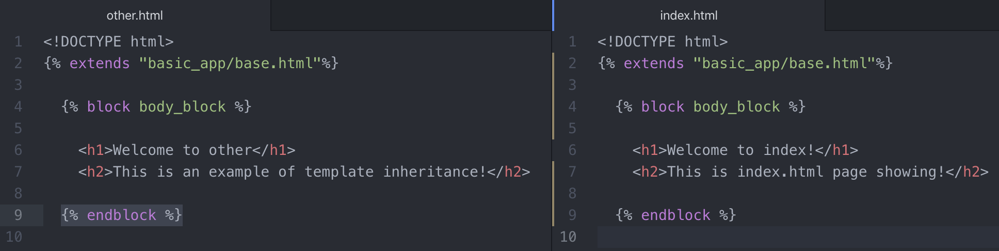 other.html
1 <!DOCTYPE html>
2 {% extends "basic_app/base.html"%}
3
4 {% block body_block %}
5
6 <h1>Welcome to other</h1>
7 <h2>This is an example of template inheritance!</h2>
8
9 {% endblock %}
10
index.html
1 <!DOCTYPE html>
2 {% extends "basic_app/base.html"%}
3
4 {% block body_block %}
5
6 <h1>Welcome to index!</h1>
7 <h2>This is index.html page showing!</h2>
8
9 {% endblock %}
10